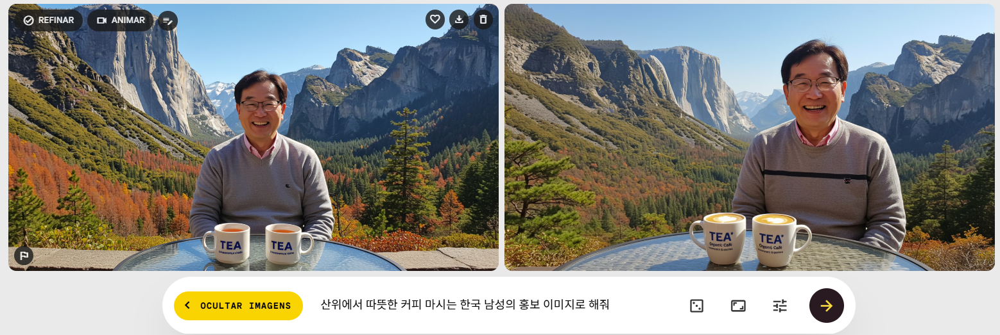 REFINAR
ANIMAR
TEA
TEA
TEA
Organic Cafe
TEA
Organic Cafe
OCULTAR IMAGENS
산위에서 따뜻한 커피 마시는 한국 남성의 홍보 이미지로 해줘